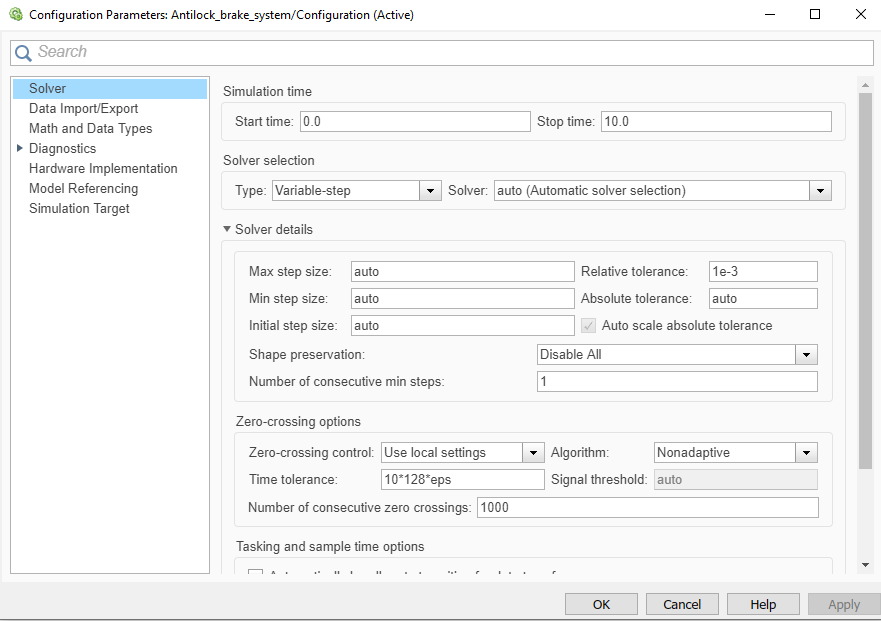 Configuration Parameters: Antilock_brake_system/Configuration (Active)
Search
Solver
Data Import/Export
Math and Data Types
Diagnostics
Hardware Implementation
Model Referencing
Simulation Target
Simulation time
Start time: 0.0 Stop time: 10.0
Solver selection
Type: Variable-step Solver: auto (Automatic solver selection)
Solver details
Max step size: auto Relative tolerance: 1e-3
Min step size: auto Absolute tolerance: auto
Initial step size: auto Auto scale absolute tolerance
Shape preservation: Disable All
Number of consecutive min steps: 1
Zero-crossing options
Zero-crossing control: Use local settings Algorithm: Nonadaptive
Time tolerance: 10*128*eps Signal threshold: auto
Number of consecutive zero crossings: 1000
Tasking and sample time options
OK Cancel Help Apply